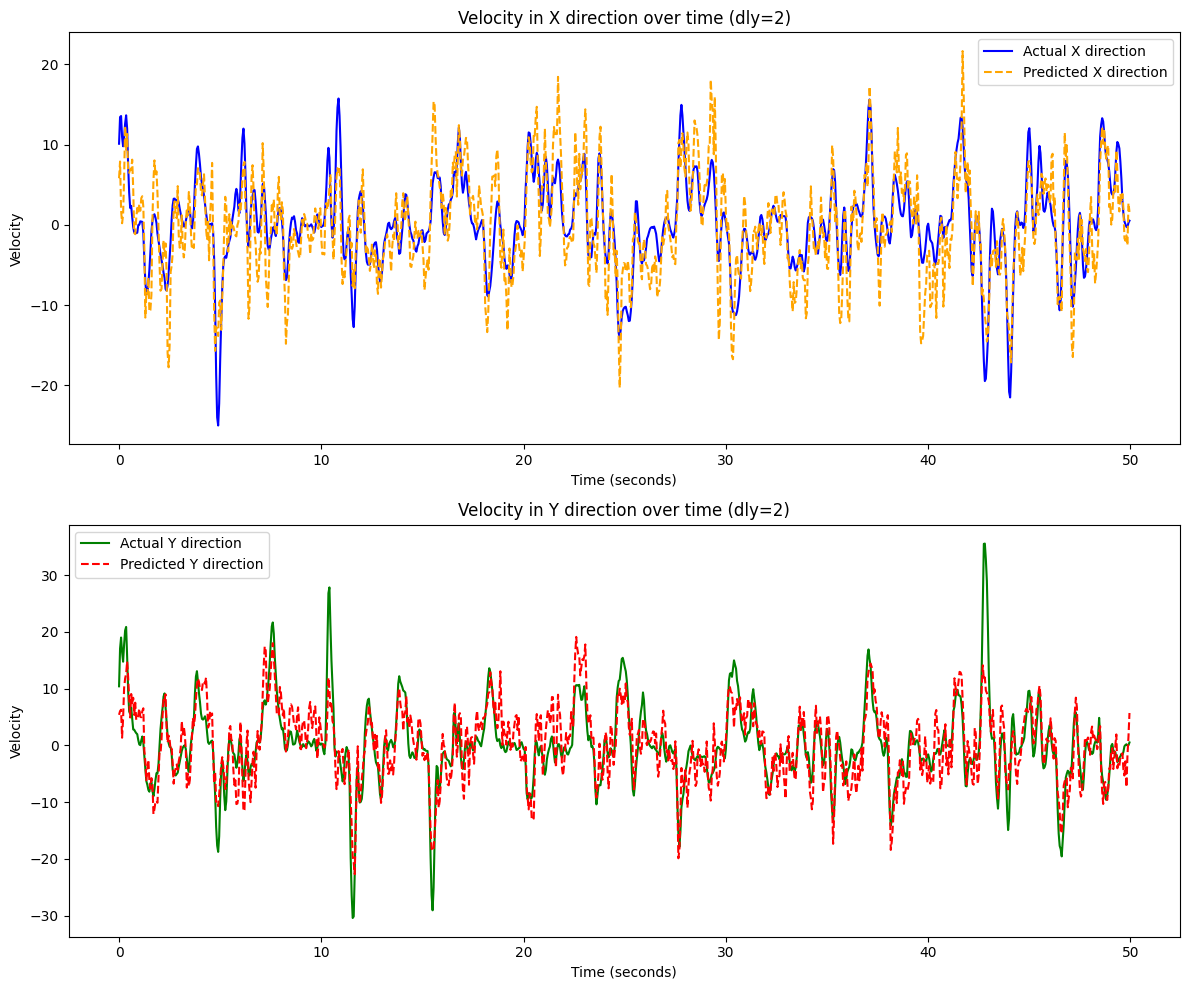 Velocity in X direction over time (dly=2)
Actual X direction
Predicted X direction
20
10
0
−10
−20
Velocity
0
10
20
30
40
50
Time (seconds)
Velocity in Y direction over time (dly=2)
Actual Y direction
Predicted Y direction
30
20
10
0
−10
−20
−30
Velocity
0
10
20
30
40
50
Time (seconds)